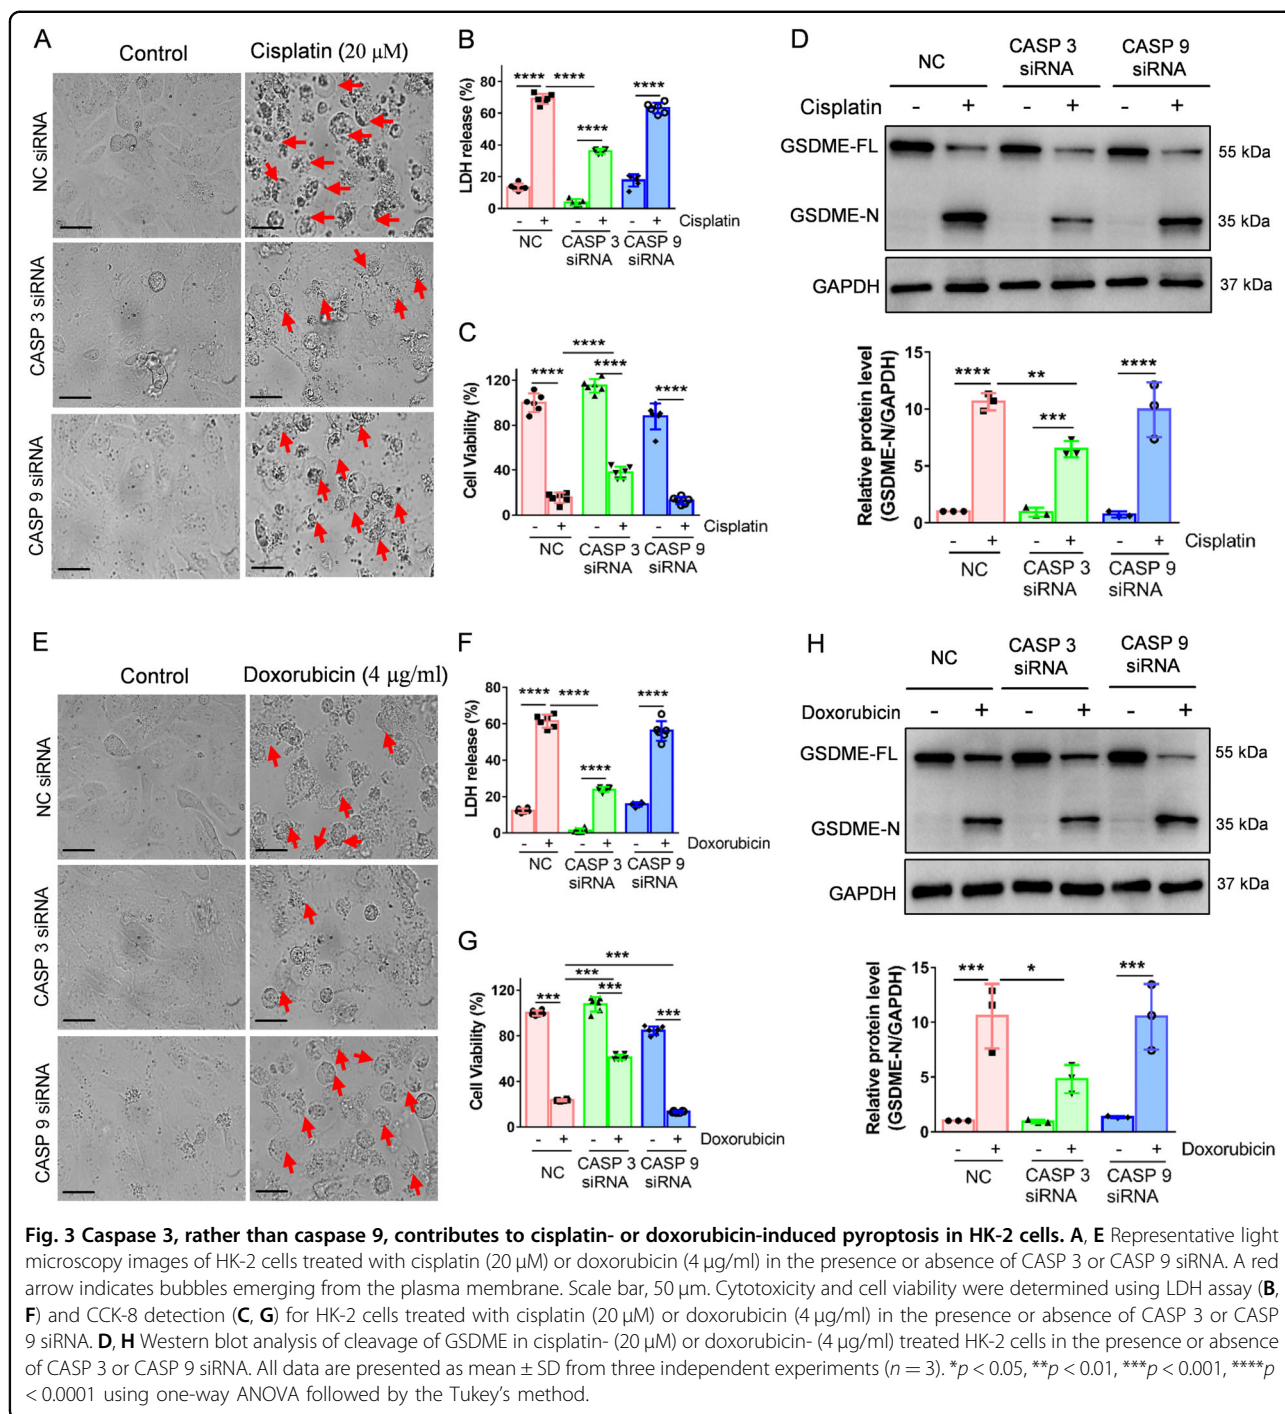 A
Control
Cisplatin (20 μM)
NC siRNA
CASP 3 siRNA
CASP 9 siRNA
B
LDH release (%)
80
60
40
20
0
**** **** ****
****
- + - + - + Cisplatin
NC CASP 3 siRNA CASP 9 siRNA
C
Cell Viability (%)
120
80
40
0
****
**** **** ****
- + - + - + Cisplatin
NC CASP 3 siRNA CASP 9 siRNA
D
NC CASP 3 siRNA CASP 9 siRNA
Cisplatin - + - + - +
GSDME-FL 55 kDa
GSDME-N 35 kDa
GAPDH 37 kDa
Relative protein level (GSDME-N/GAPDH)
15
10
5
0
**** ** ****
***
- + - + - + Cisplatin
NC CASP 3 siRNA CASP 9 siRNA
E
Control
Doxorubicin (4 μg/ml)
NC siRNA
CASP 3 siRNA
CASP 9 siRNA
F
LDH release (%)
80
60
40
20
0
**** **** ****
****
- + - + - + Doxorubicin
NC CASP 3 siRNA CASP 9 siRNA
G
Cell Viability (%)
120
80
40
0
***
***
*** *** ***
- + - + - + Doxorubicin
NC CASP 3 siRNA CASP 9 siRNA
H
NC CASP 3 siRNA CASP 9 siRNA
Doxorubicin - + - + - +
GSDME-FL 55 kDa
GSDME-N 35 kDa
GAPDH 37 kDa
Relative protein level (GSDME-N/GAPDH)
15
10
5
0
*** * ***
- + - + - + Doxorubicin
NC CASP 3 siRNA CASP 9 siRNA
Fig. 3 Caspase 3, rather than caspase 9, contributes to cisplatin- or doxorubicin-induced pyroptosis in HK-2 cells. A, E Representative light
microscopy images of HK-2 cells treated with cisplatin (20 μM) or doxorubicin (4 μg/ml) in the presence or absence of CASP 3 or CASP 9 siRNA. A red
arrow indicates bubbles emerging from the plasma membrane. Scale bar, 50 μm. Cytotoxicity and cell viability were determined using LDH assay (B,
F) and CCK-8 detection (C, G) for HK-2 cells treated with cisplatin (20 μM) or doxorubicin (4 μg/ml) in the presence or absence of CASP 3 or CASP
9 siRNA. D, H Western blot analysis of cleavage of GSDME in cisplatin- (20 μM) or doxorubicin- (4 μg/ml) treated HK-2 cells in the presence or absence
of CASP 3 or CASP 9 siRNA. All data are presented as mean ± SD from three independent experiments (n = 3). *p < 0.05, **p < 0.01, ***p < 0.001, ****p
< 0.0001 using one-way ANOVA followed by the Tukey's method.